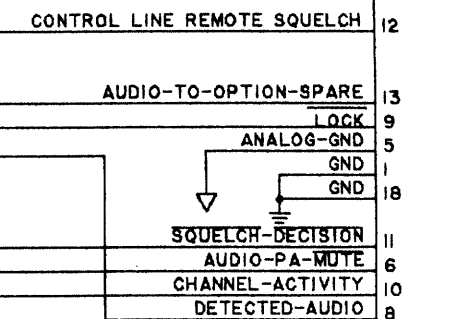 CONTROL LINE REMOTE SQUELCH 12
AUDIO-TO-OPTION-SPARE 13
LOCK 9
ANALOG-GND 5
GND 1
GND 18
SQUELCH-DECISION 11
AUDIO-PA-MUTE 6
CHANNEL-ACTIVITY 10
DETECTED-AUDIO 8